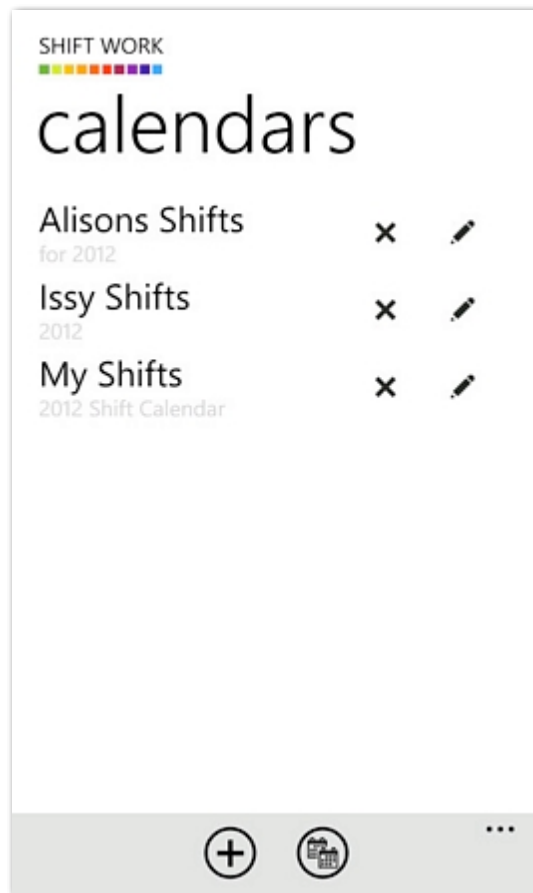 SHIFT WORK
calendars
Alisons Shifts
for 2012
Issy Shifts
2012
My Shifts
2012 Shift Calendar